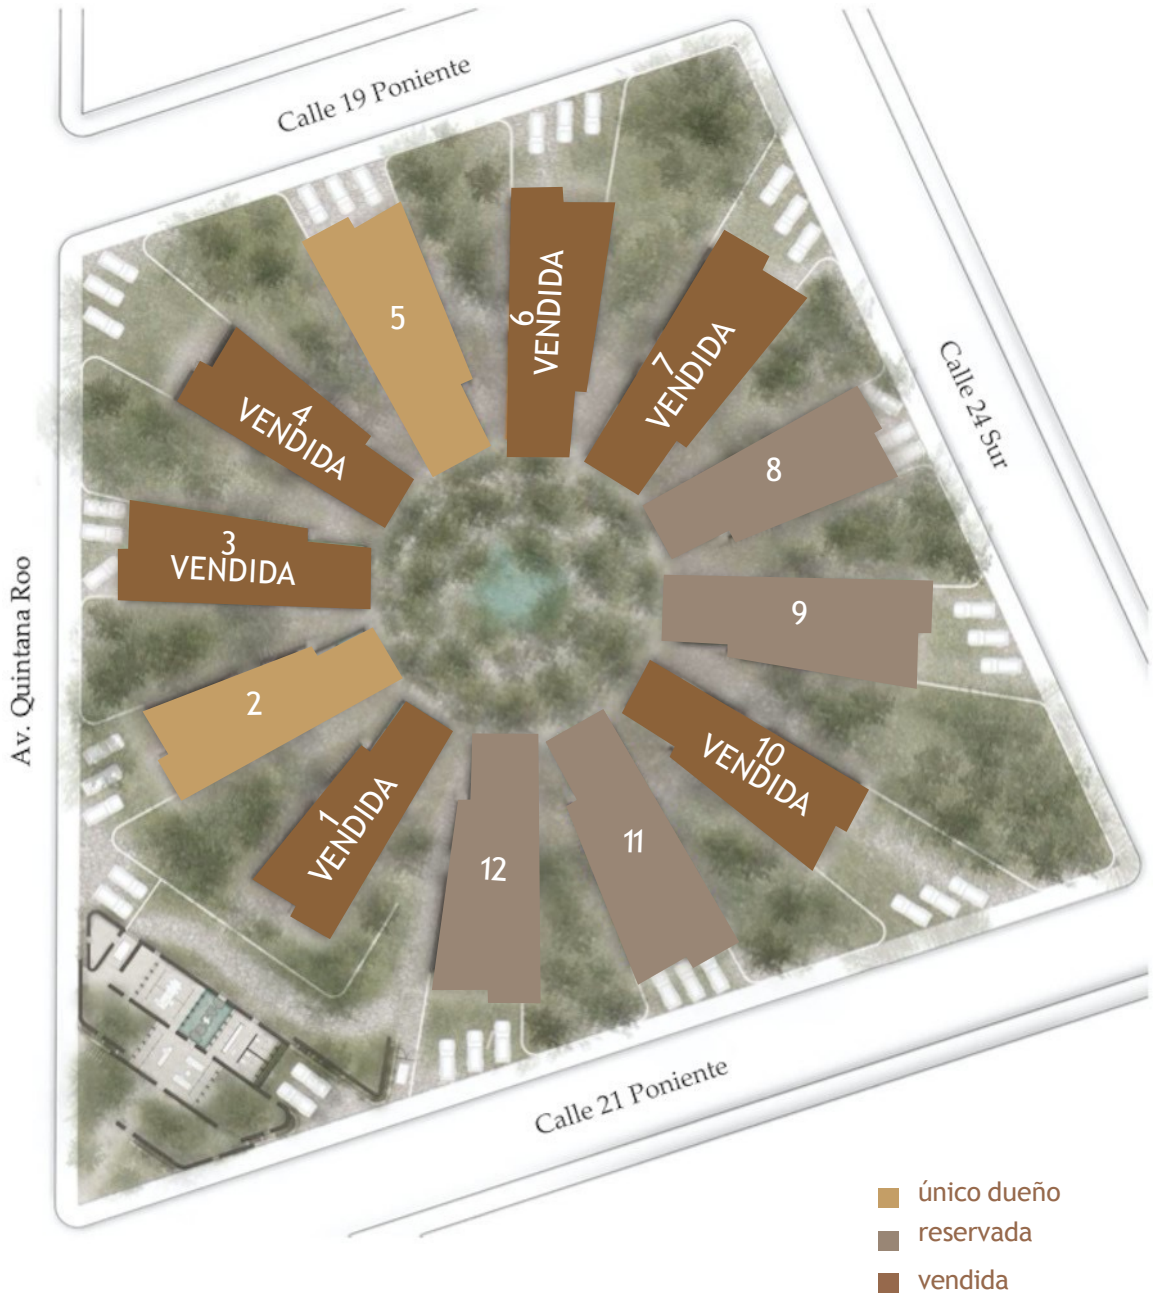 Calle 19 Poniente
5
6
VENDIDA
7
VENDIDA
4
VENDIDA
Calle 24 Sur
8
3
VENDIDA
9
Av. Quintana Roo
2
10
VENDIDA
1
VENDIDA
11
12
Calle 21 Poniente
único dueño
reservada
vendida